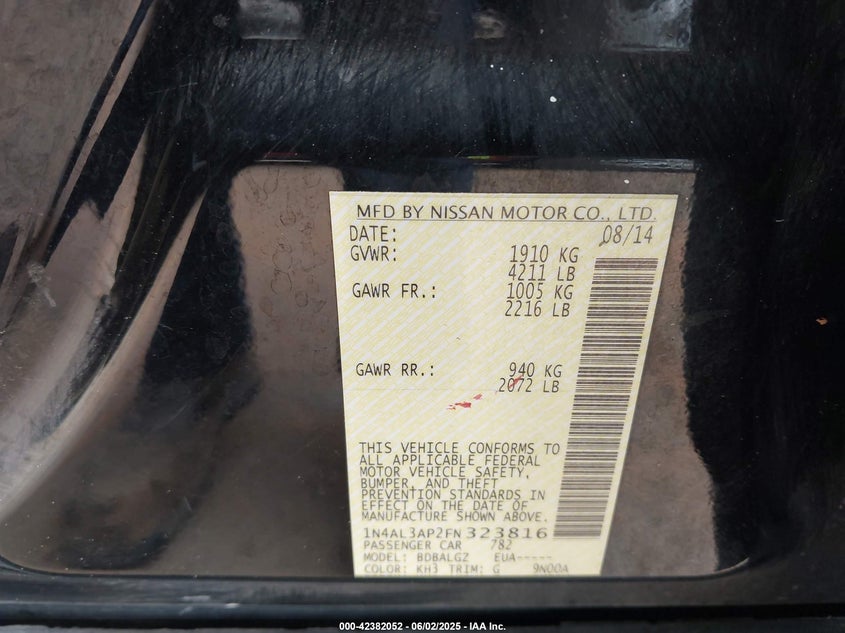 MFD BY NISSAN MOTOR CO., LTD.
DATE: 08/14
GVWR: 1910 KG
4211 LB
GAWR FR.: 1005 KG
2216 LB
GAWR RR.: 940 KG
2072 LB
THIS VEHICLE CONFORMS TO
ALL APPLICABLE FEDERAL
MOTOR VEHICLE SAFETY,
BUMPER, AND THEFT
PREVENTION STANDARDS IN
EFFECT ON THE DATE OF
MANUFACTURE SHOWN ABOVE.
1N4AL3AP2FN323816
PASSENGER CAR 782
MODEL: BDBALGZ EUA-----
COLOR: KH3 TRIM: G 9N00A
000-42382052 - 06/02/2025 - IAA Inc.